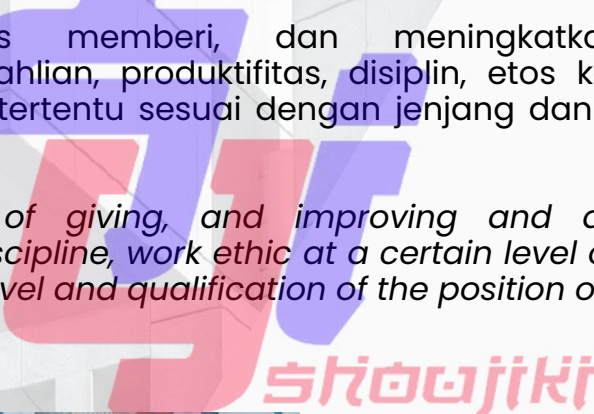 s memberi, dan meningkatka
ahlian, produktifitas, disiplin, etos k
tertentu sesuai dengan jenjang dan
of giving, and improving and
scipline, work ethic at a certain level
vel and qualification of the position o
showjiki